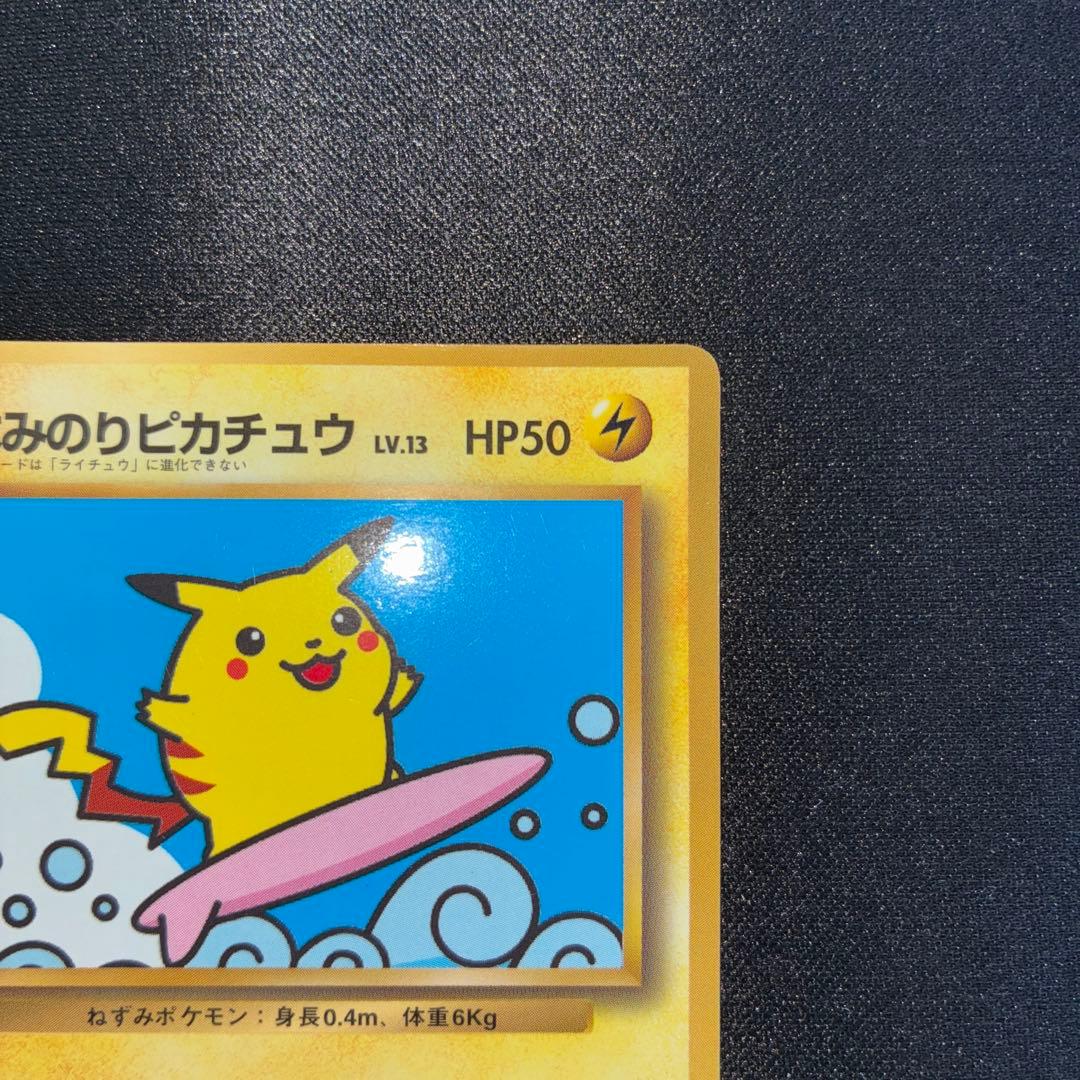 みのりピカチュウ LV.13 HP50
ードは「ライチュウ」に進化できない
ねずみポケモン：身長0.4m、体重6Kg